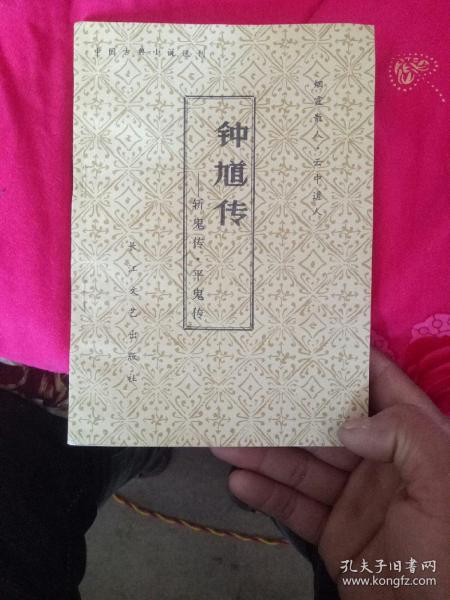 中国古典小说选刊
烟霞散人·云中道人
钟馗传
——斩鬼传·平鬼传
长江文艺出版社
孔夫子旧书网
www.kongfz.com